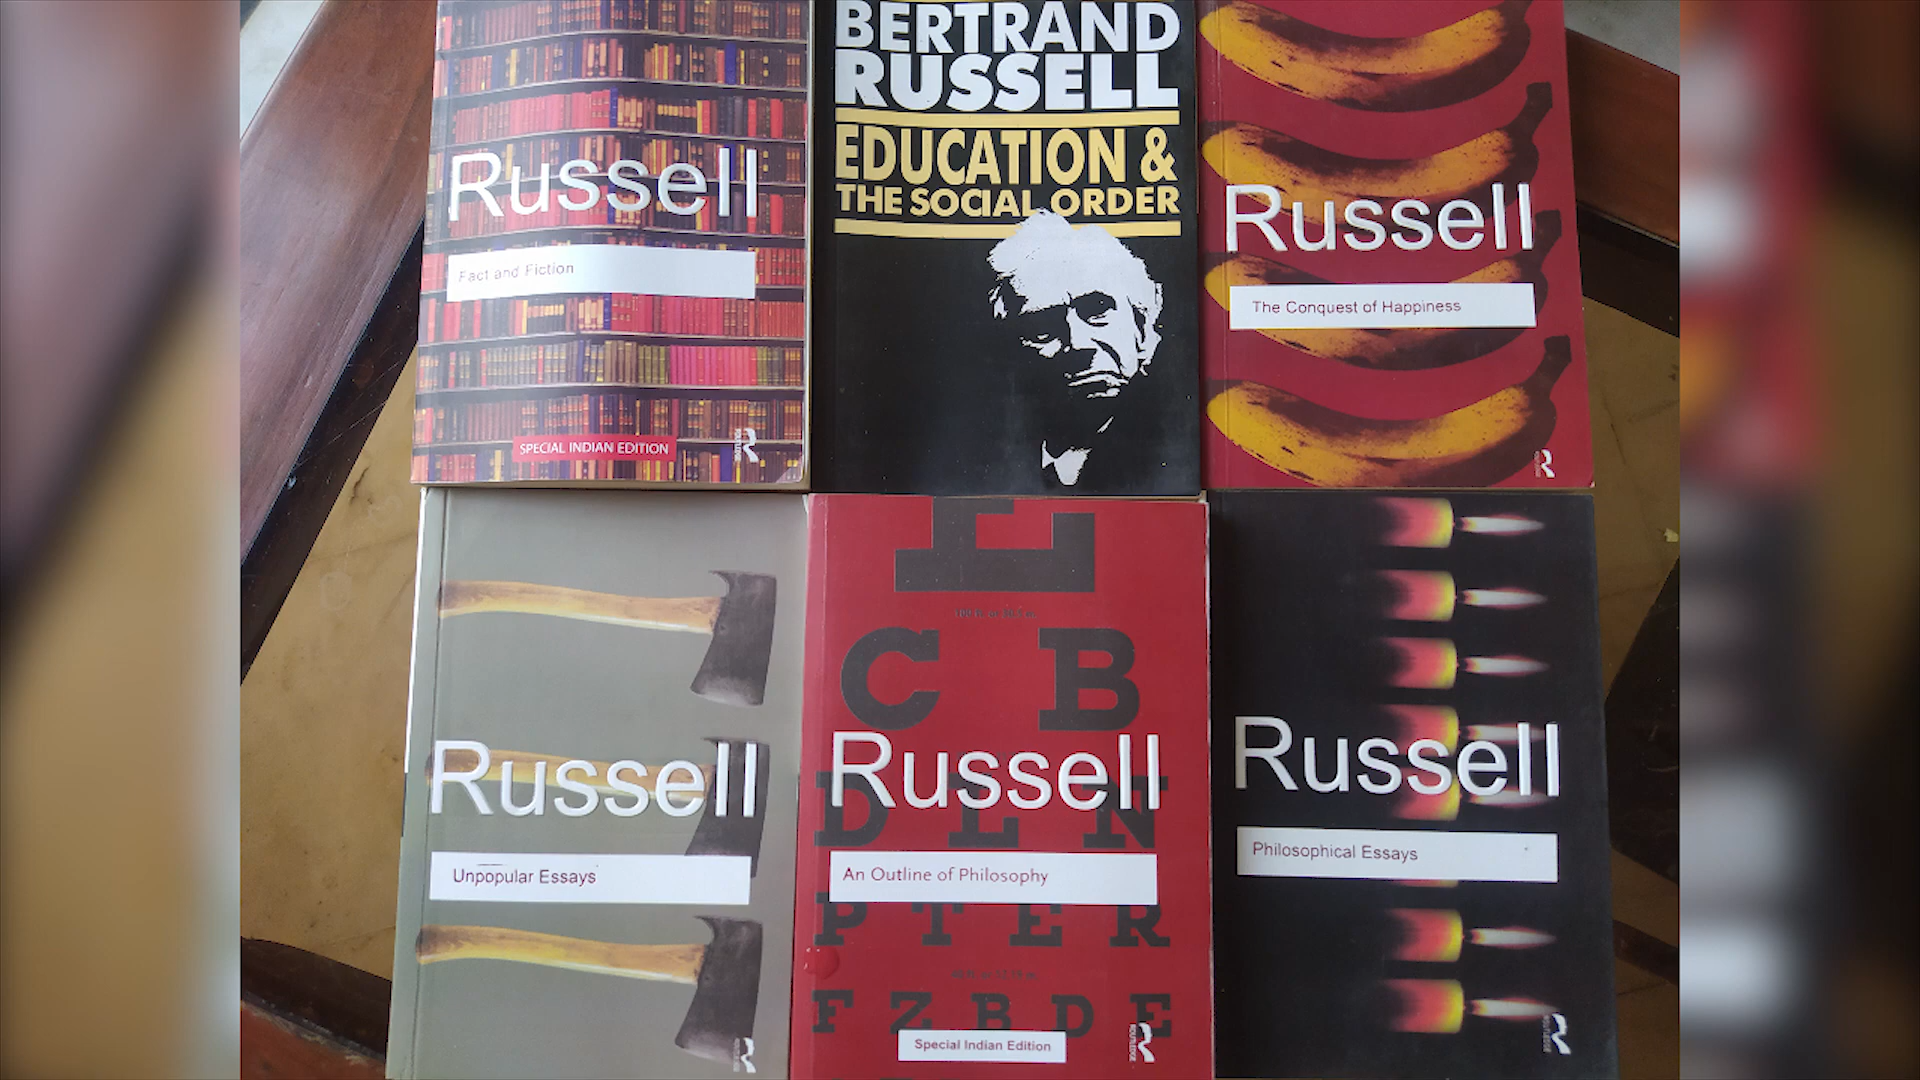 Russell
Fact and Fiction
SPECIAL INDIAN EDITION
BERTRAND
RUSSELL
EDUCATION &
THE SOCIAL ORDER
Russell
The Conquest of Happiness
Russell
Unpopular Essays
E
C B
Russell
D L N
An Outline of Philosophy
P T E R
F Z B D E
Special Indian Edition
Russell
Philosophical Essays